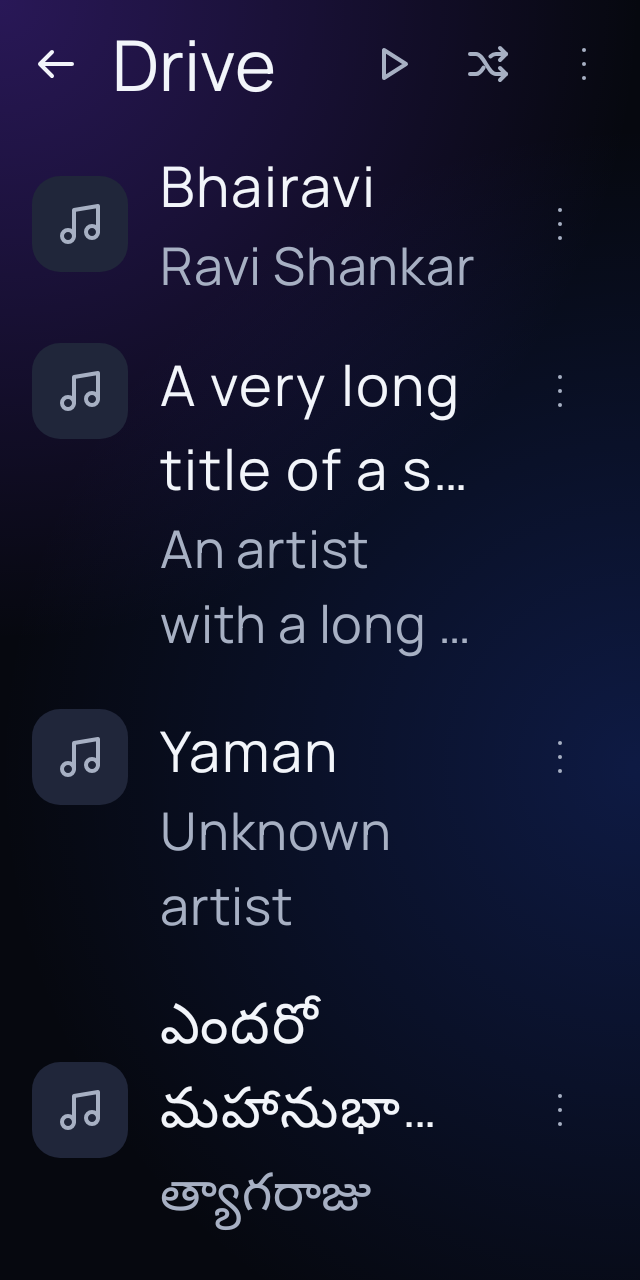 Drive
Bhairavi
Ravi Shankar
A very long
title of a s…
An artist
with a long …
Yaman
Unknown
artist
ఎందరో
మహానుభా…
త్యాగరాజు